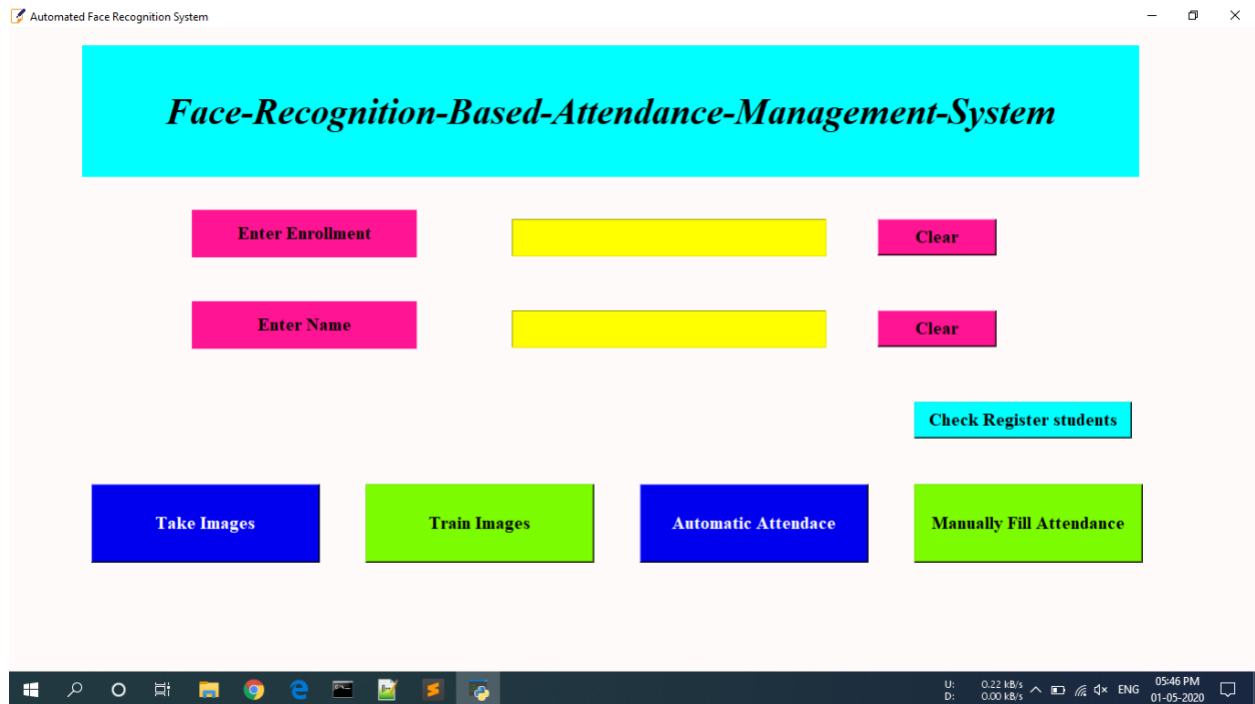 Automated Face Recognition System
Face-Recognition-Based-Attendance-Management-System
Enter Enrollment
Clear
Enter Name
Clear
Check Register students
Take Images
Train Images
Automatic Attendace
Manually Fill Attendance
U: 0.22 kB/s
D: 0.00 kB/s
ENG
05:46 PM
01-05-2020